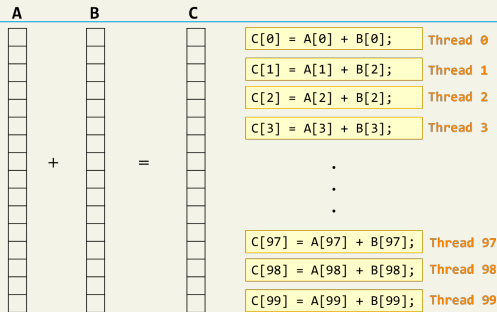 A B C
C[0] = A[0] + B[0]; Thread 0
C[1] = A[1] + B[2]; Thread 1
C[2] = A[2] + B[2]; Thread 2
C[3] = A[3] + B[3]; Thread 3
+ =
.
.
.
C[97] = A[97] + B[97]; Thread 97
C[98] = A[98] + B[98]; Thread 98
C[99] = A[99] + B[99]; Thread 99